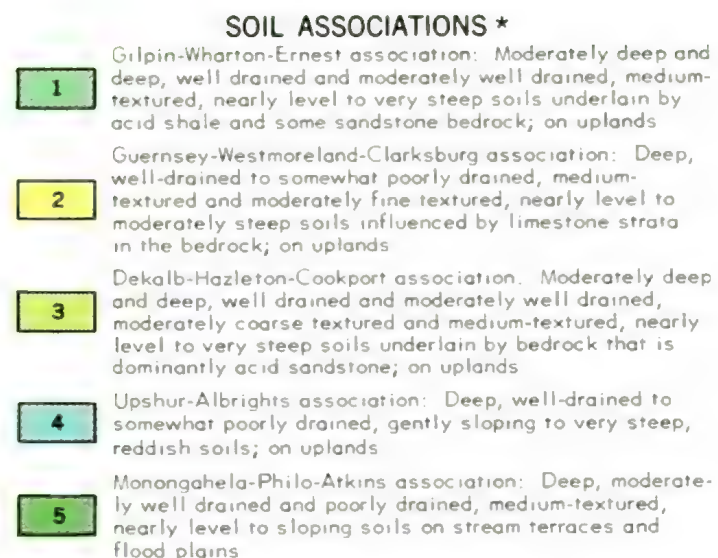 SOIL ASSOCIATIONS *
1
Gilpin-Wharton-Ernest association: Moderately deep and
deep, well drained and moderately well drained, medium-
textured, nearly level to very steep soils underlain by
acid shale and some sandstone bedrock; on uplands
2
Guernsey-Westmoreland-Clarksburg association: Deep,
well-drained to somewhat poorly drained, medium-
textured and moderately fine textured, nearly level to
moderately steep soils influenced by limestone strata
in the bedrock; on uplands
3
Dekalb-Hazleton-Cookport association. Moderately deep
and deep, well drained and moderately well drained,
moderately coarse textured and medium-textured, nearly
level to very steep soils underlain by bedrock that is
dominantly acid sandstone; on uplands
4
Upshur-Albrights association: Deep, well-drained to
somewhat poorly drained, gently sloping to very steep,
reddish soils; on uplands
5
Monongahela-Philo-Atkins association: Deep, moderate-
ly well drained and poorly drained, medium-textured,
nearly level to sloping soils on stream terraces and
flood plains